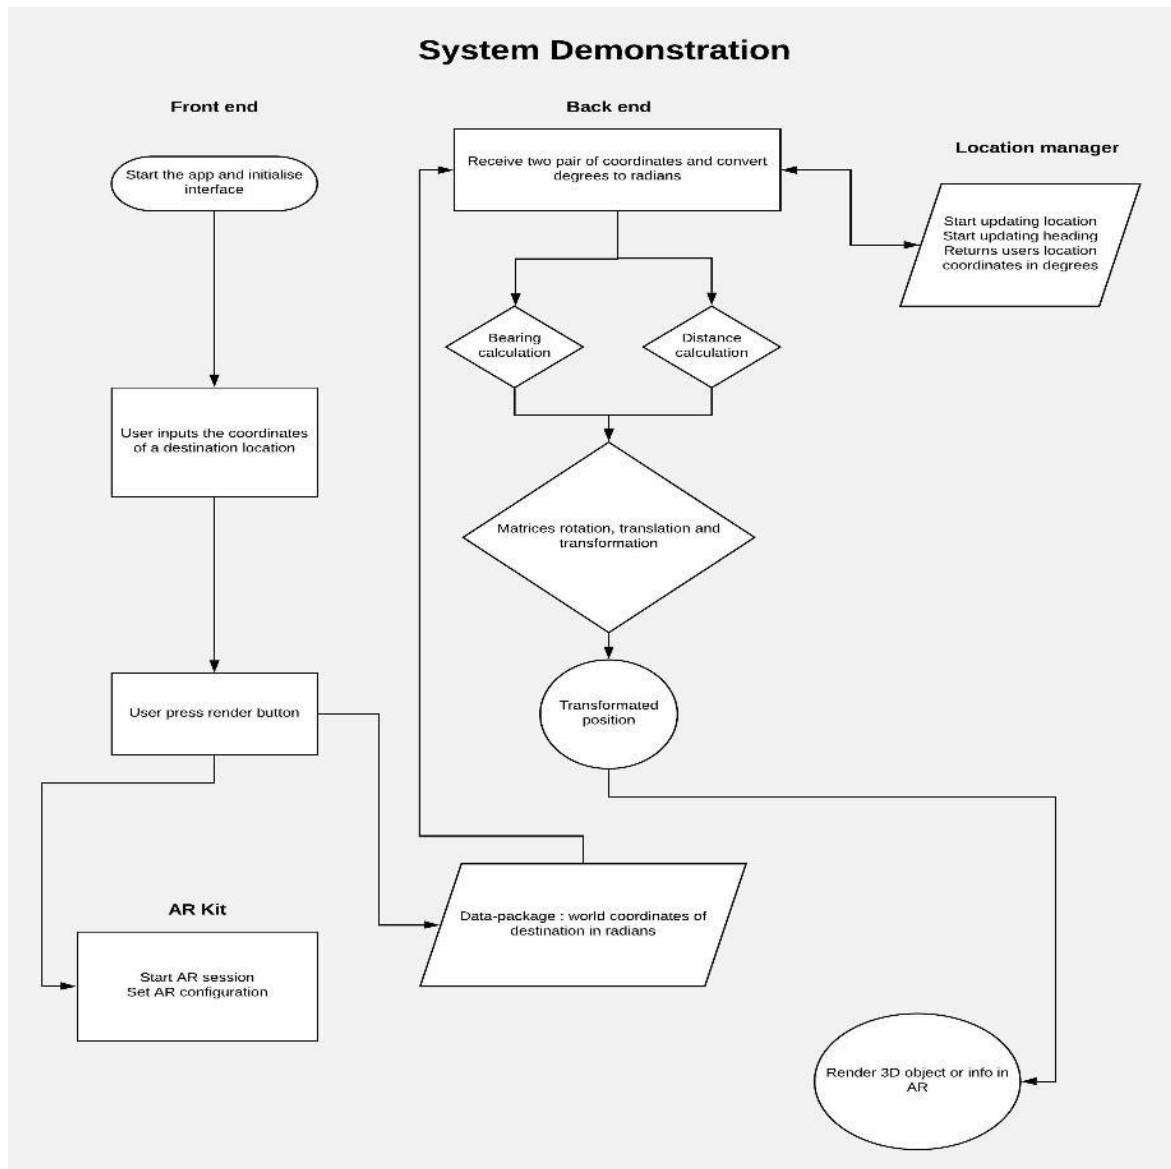 System Demonstration
Front end
Start the app and initialise
interface
User inputs the coordinates
of a destination location
User press render button
AR Kit
Start AR session
Set AR configuration
Back end
Receive two pair of coordinates and convert
degrees to radians
Bearing
calculation
Distance
calculation
Matrices rotation, translation and
transformation
Transformated
position
Data-package : world coordinates of
destination in radians
Location manager
Start updating location
Start updating heading
Returns users location
coordinates in degrees
Render 3D object or info in
AR